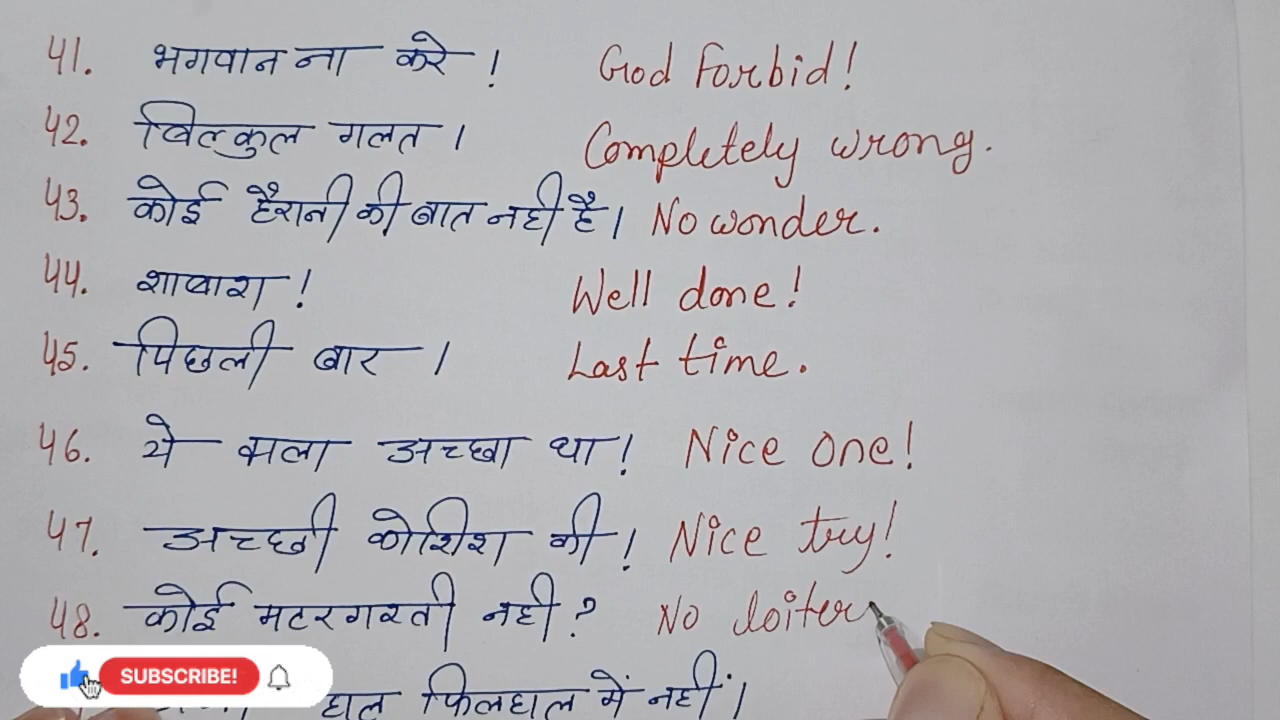 41. भगवान ना करे ! God Forbid!
42. बिल्कुल गलत । Completely wrong.
43. कोई हैरानी की बात नही है। No wonder.
44. शाबाश ! Well done!
45. पिछली बार । Last time.
46. ये वाला अच्छा था! Nice one!
47. अच्छी कोशिश की! Nice try!
48. कोई मटरगश्ती नही? No loiter
हाल फिलहाल में नहीं।
SUBSCRIBE!